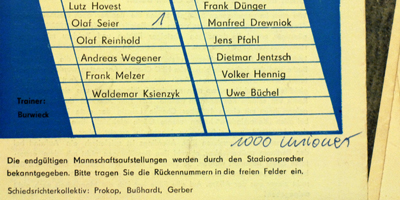 Lutz Hovest Frank Dünger
Olaf Seier 1 Manfred Drewniok
Olaf Reinhold Jens Pfahl
Andreas Wegener Dietmar Jentzsch
Frank Melzer Volker Hennig
Waldemar Ksienzyk Uwe Büchel
Trainer:
Burwieck
1000 Unioner
Die endgültigen Mannschaftsaufstellungen werden durch den Stadionsprecher
bekanntgegeben. Bitte tragen Sie die Rückennummern in die freien Felder ein.
Schiedsrichterkollektiv: Prokop, Bußhardt, Gerber